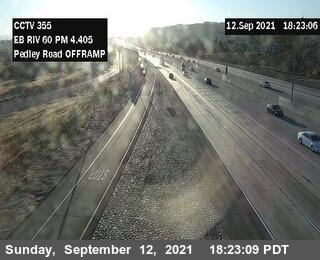 CCTV 355
EB RIV 60 PM 4.405
Pedley Road OFFRAMP
12.Sep 2021 18:23:06
STOP
Sunday, September 12, 2021 18:23:09 PDT